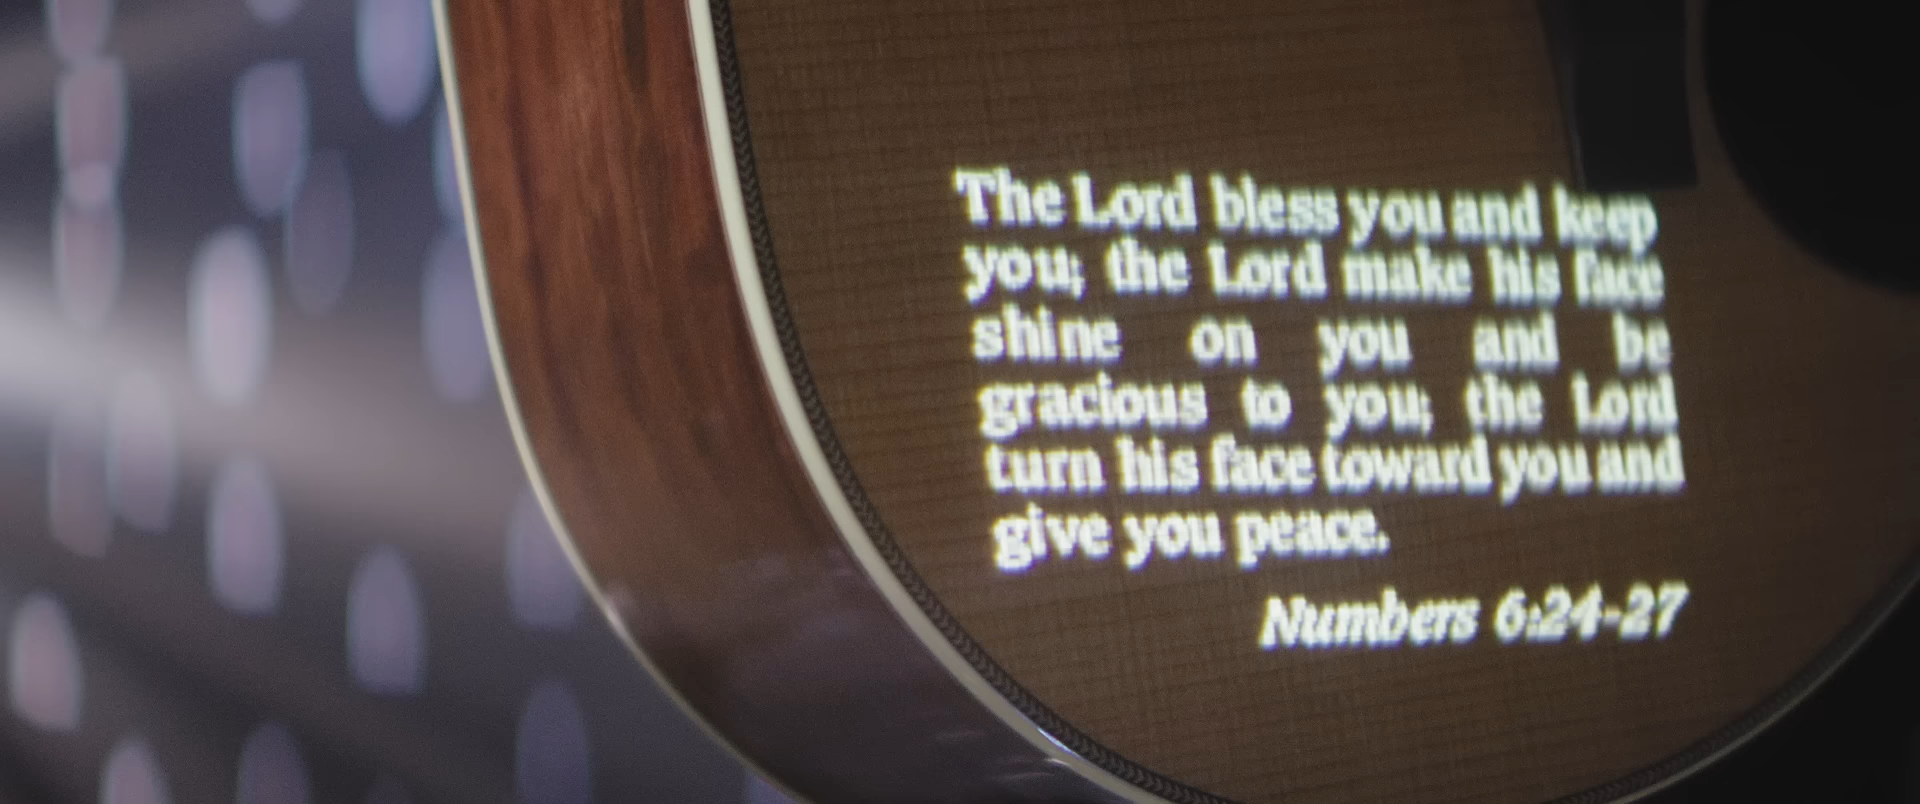 The Lord bless you and keep
you; the Lord make his face
shine on you and be
gracious to you; the Lord
turn his face toward you and
give you peace.
Numbers 6:24-27